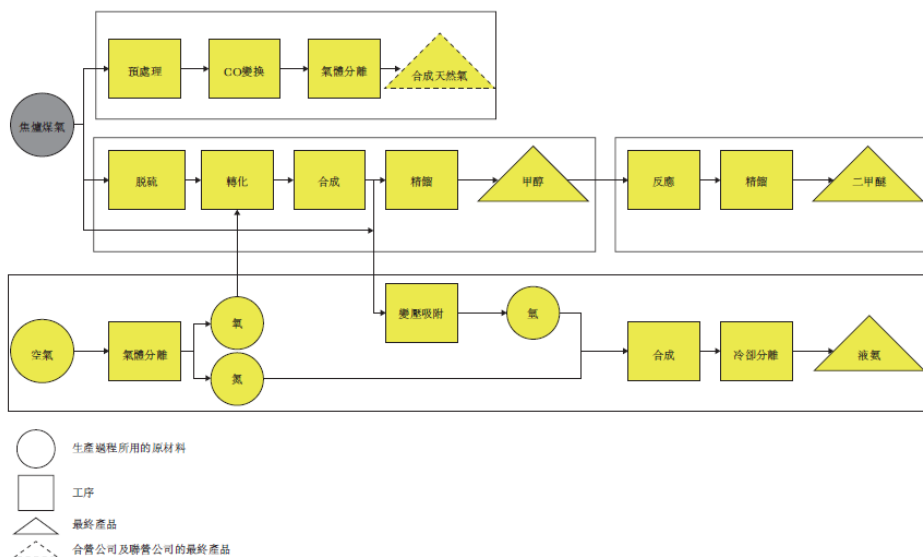 預處理
CO變換
氣體分離
合成天然氣
焦爐煤氣
脱硫
轉化
合成
精餾
甲醇
反應
精餾
二甲醚
空氣
氣體分離
氧
氮
變壓吸附
氫
合成
冷卻分離
液氨
生產過程所用的原材料
工序
最終產品
合營公司及聯營公司的最終產品